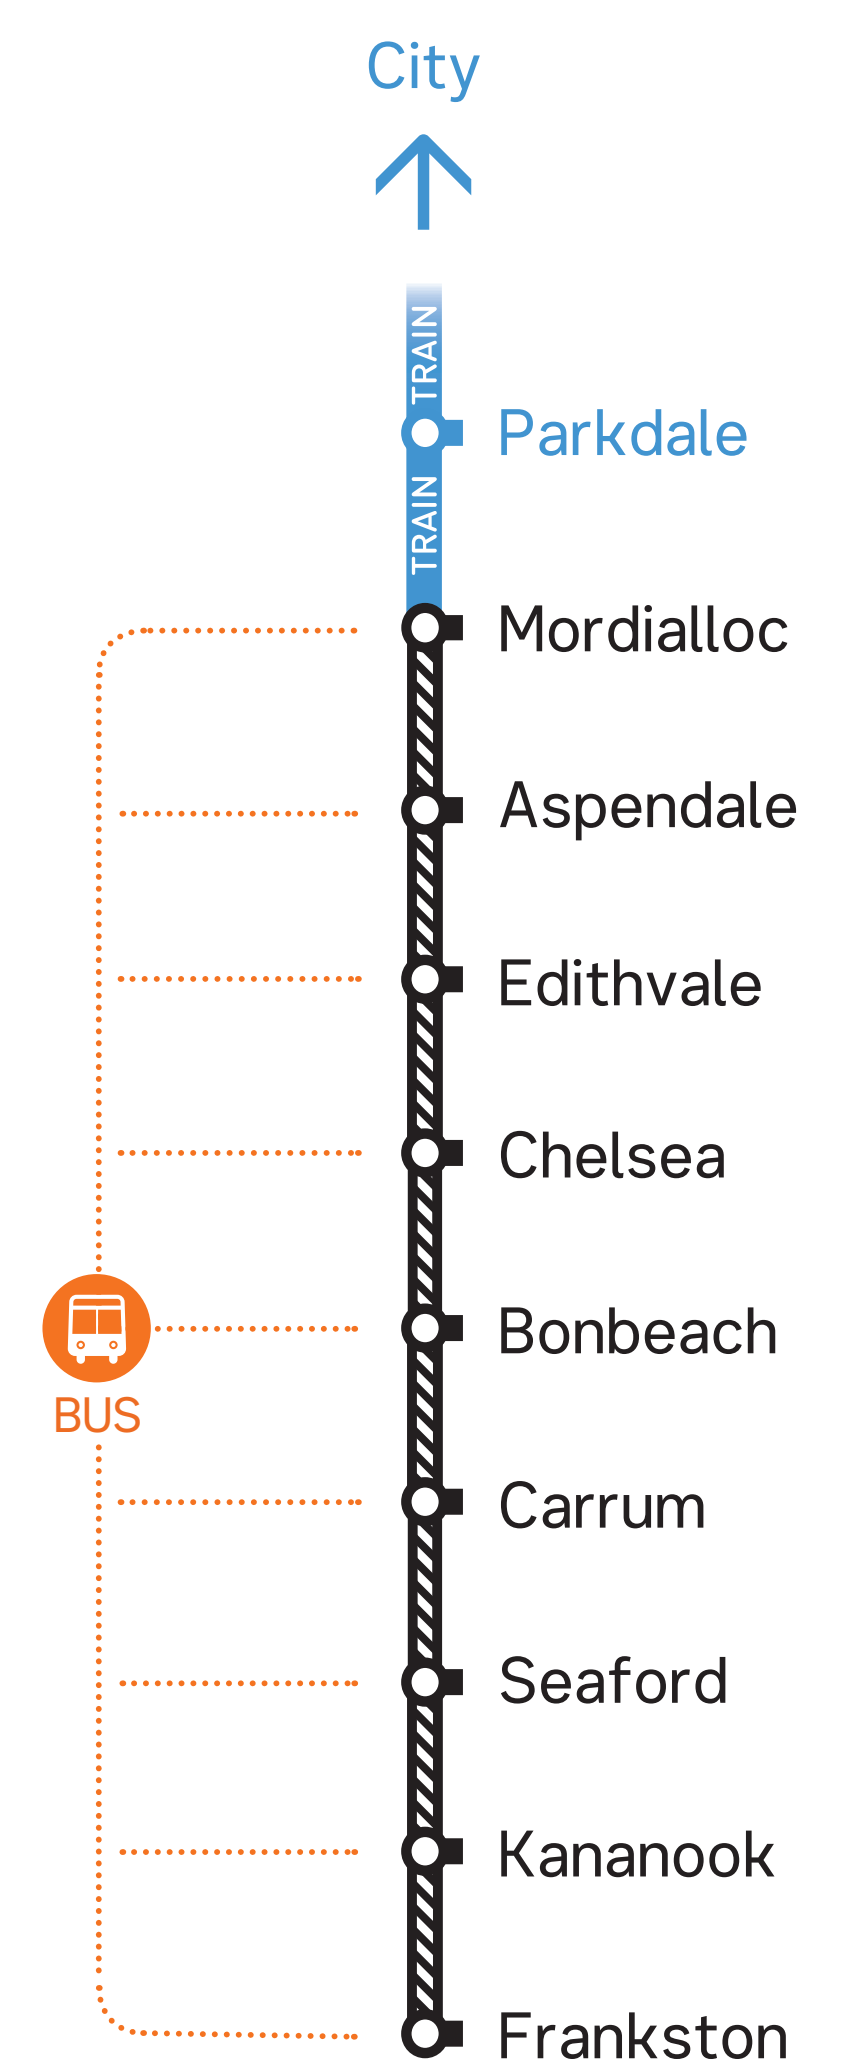 City
TRAIN
Parkdale
TRAIN
Mordialloc
Aspendale
Edithvale
Chelsea
Bonbeach
BUS
Carrum
Seaford
Kananook
Frankston